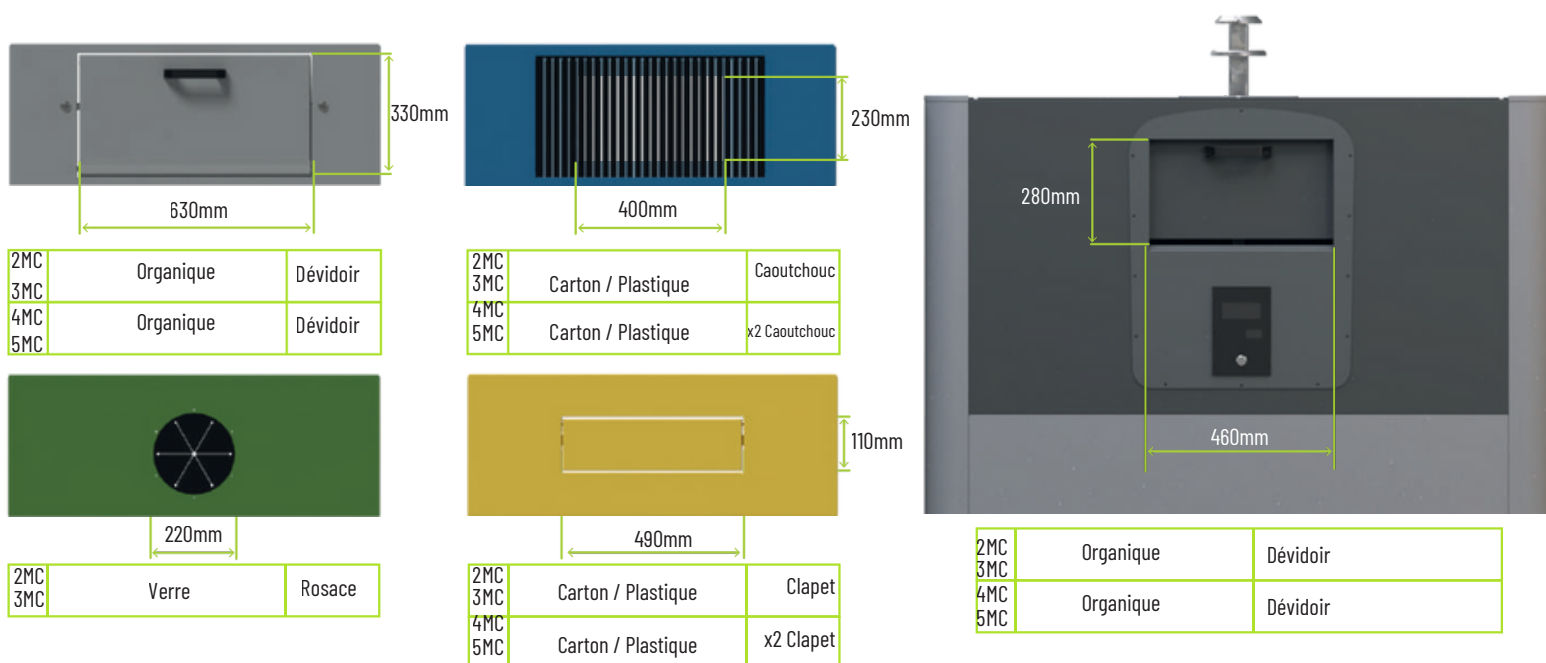 330mm
630mm
2MC
3MC
Organique
Dévidoir
4MC
5MC
Organique
Dévidoir
230mm
400mm
2MC
3MC
Carton / Plastique
Caoutchouc
4MC
5MC
Carton / Plastique
x2 Caoutchouc
220mm
2MC
3MC
Verre
Rosace
110mm
490mm
2MC
3MC
Carton / Plastique
Clapet
4MC
5MC
Carton / Plastique
x2 Clapet
280mm
460mm
2MC
3MC
Organique
Dévidoir
4MC
5MC
Organique
Dévidoir